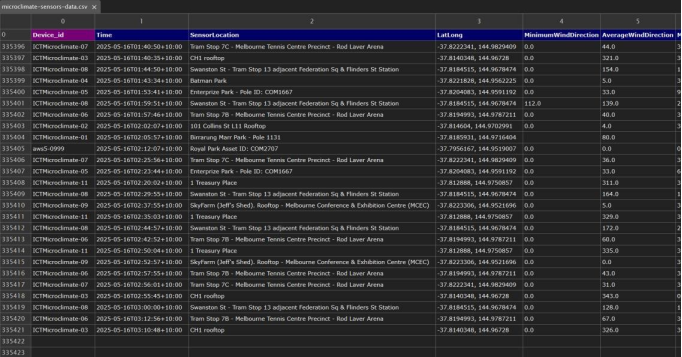 microclimate-sensors-data.csv ×
0 1 2 3 4 5
0 Device_id Time SensorLocation LatLong MinimumWindDirection AverageWindDirection M
335396 ICTMicroclimate-07 2025-05-16T01:40:50+10:00 Tram Stop 7C - Melbourne Tennis Centre Precinct - Rod Laver Arena -37.8222341, 144.9829409 0.0 44.0 3
335397 ICTMicroclimate-03 2025-05-16T01:40:35+10:00 CH1 rooftop -37.8140348, 144.96728 0.0 321.0 3
335398 ICTMicroclimate-08 2025-05-16T01:44:50+10:00 Swanston St - Tram Stop 13 adjacent Federation Sq & Flinders St Station -37.8184515, 144.9678474 0.0 154.0 1
335399 ICTMicroclimate-04 2025-05-16T01:43:34+10:00 Batman Park -37.8221828, 144.9562225 0.0 5.0 3
335400 ICTMicroclimate-05 2025-05-16T01:53:41+10:00 Enterprize Park - Pole ID: COM1667 -37.8204083, 144.9591192 0.0 33.0 9
335401 ICTMicroclimate-08 2025-05-16T01:59:51+10:00 Swanston St - Tram Stop 13 adjacent Federation Sq & Flinders St Station -37.8184515, 144.9678474 112.0 139.0 2
335402 ICTMicroclimate-06 2025-05-16T01:57:46+10:00 Tram Stop 7B - Melbourne Tennis Centre Precinct - Rod Laver Arena -37.8194993, 144.9787211 0.0 40.0 3
335403 ICTMicroclimate-02 2025-05-16T02:02:07+10:00 101 Collins St L11 Rooftop -37.814604, 144.9702991 0.0 4.0 3
335404 ICTMicroclimate-01 2025-05-16T02:05:57+10:00 Birrarung Marr Park - Pole 1131 -37.8185931, 144.9716404 80.0
335405 aws5-0999 2025-05-16T02:12:07+10:00 Royal Park Asset ID: COM2707 -37.7956167, 144.9519007 0.0 0.0 0
335406 ICTMicroclimate-07 2025-05-16T02:25:56+10:00 Tram Stop 7C - Melbourne Tennis Centre Precinct - Rod Laver Arena -37.8222341, 144.9829409 0.0 36.0 3
335407 ICTMicroclimate-05 2025-05-16T02:23:44+10:00 Enterprize Park - Pole ID: COM1667 -37.8204083, 144.9591192 0.0 33.0 6
335408 ICTMicroclimate-11 2025-05-16T02:20:02+10:00 1 Treasury Place -37.812888, 144.9750857 0.0 311.0 3
335409 ICTMicroclimate-08 2025-05-16T02:29:55+10:00 Swanston St - Tram Stop 13 adjacent Federation Sq & Flinders St Station -37.8184515, 144.9678474 0.0 164.0 1
335410 ICTMicroclimate-09 2025-05-16T02:37:55+10:00 SkyFarm (Jeff's Shed). Rooftop - Melbourne Conference & Exhibition Centre (MCEC) -37.8223306, 144.9521696 0.0 5.0 3
335411 ICTMicroclimate-11 2025-05-16T02:35:03+10:00 1 Treasury Place -37.812888, 144.9750857 0.0 329.0 3
335412 ICTMicroclimate-08 2025-05-16T02:44:57+10:00 Swanston St - Tram Stop 13 adjacent Federation Sq & Flinders St Station -37.8184515, 144.9678474 0.0 172.0 2
335413 ICTMicroclimate-06 2025-05-16T02:42:52+10:00 Tram Stop 7B - Melbourne Tennis Centre Precinct - Rod Laver Arena -37.8194993, 144.9787211 0.0 60.0 3
335414 ICTMicroclimate-11 2025-05-16T02:50:04+10:00 1 Treasury Place -37.812888, 144.9750857 0.0 335.0 3
335415 ICTMicroclimate-09 2025-05-16T02:52:57+10:00 SkyFarm (Jeff's Shed). Rooftop - Melbourne Conference & Exhibition Centre (MCEC) -37.8223306, 144.9521696 0.0 0.0 3
335416 ICTMicroclimate-06 2025-05-16T02:57:55+10:00 Tram Stop 7B - Melbourne Tennis Centre Precinct - Rod Laver Arena -37.8194993, 144.9787211 0.0 43.0 3
335417 ICTMicroclimate-07 2025-05-16T02:56:01+10:00 Tram Stop 7C - Melbourne Tennis Centre Precinct - Rod Laver Arena -37.8222341, 144.9829409 0.0 31.0 3
335418 ICTMicroclimate-03 2025-05-16T02:55:45+10:00 CH1 rooftop -37.8140348, 144.96728 0.0 343.0 0
335419 ICTMicroclimate-08 2025-05-16T03:00:00+10:00 Swanston St - Tram Stop 13 adjacent Federation Sq & Flinders St Station -37.8184515, 144.9678474 0.0 128.0 1
335420 ICTMicroclimate-06 2025-05-16T03:12:56+10:00 Tram Stop 7B - Melbourne Tennis Centre Precinct - Rod Laver Arena -37.8194993, 144.9787211 0.0 67.0 3
335421 ICTMicroclimate-03 2025-05-16T03:10:48+10:00 CH1 rooftop -37.8140348, 144.96728 0.0 326.0 3
335422
335423